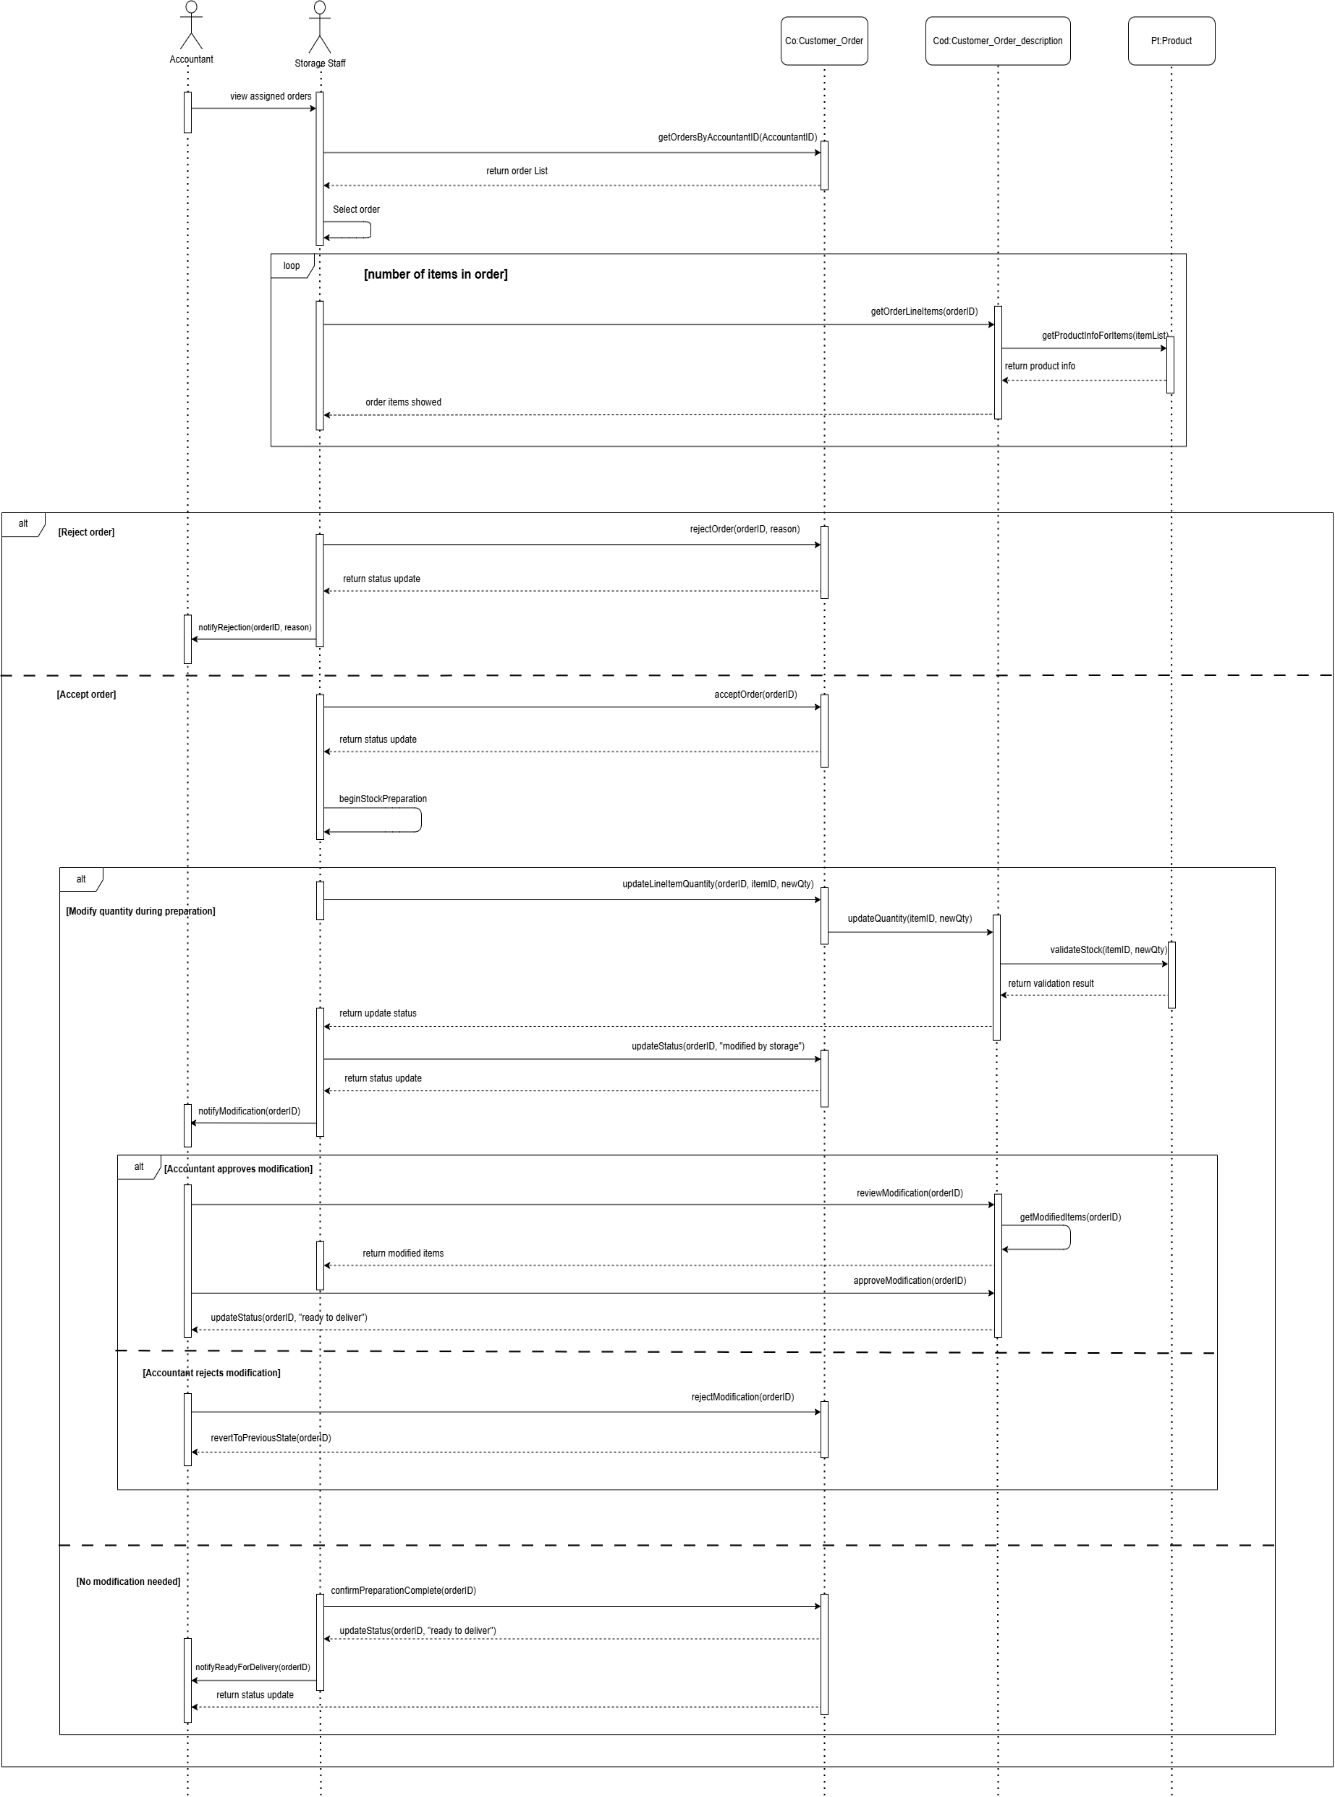 Accountant
Storage Staff
Co:Customer_Order
Cod:Customer_Order_description
Pt:Product
view assigned orders
getOrdersByAccountantID(AccountantID)
return order List
Select order
loop
[number of items in order]
getOrderLineItems(orderID)
getProductInfoForItems(itemList)
return product info
order items showed
alt
[Reject order]
rejectOrder(orderID, reason)
return status update
notifyRejection(orderID, reason)
[Accept order]
acceptOrder(orderID)
return status update
beginStockPreparation
alt
[Modify quantity during preparation]
updateLineItemQuantity(orderID, itemID, newQty)
updateQuantity(itemID, newQty)
validateStock(itemID, newQty)
return validation result
return update status
updateStatus(orderID, "modified by storage")
return status update
notifyModification(orderID)
alt
[Accountant approves modification]
reviewModification(orderID)
getModifiedItems(orderID)
return modified items
approveModification(orderID)
updateStatus(orderID, "ready to deliver")
[Accountant rejects modification]
rejectModification(orderID)
revertToPreviousState(orderID)
[No modification needed]
confirmPreparationComplete(orderID)
updateStatus(orderID, "ready to deliver")
notifyReadyForDelivery(orderID)
return status update